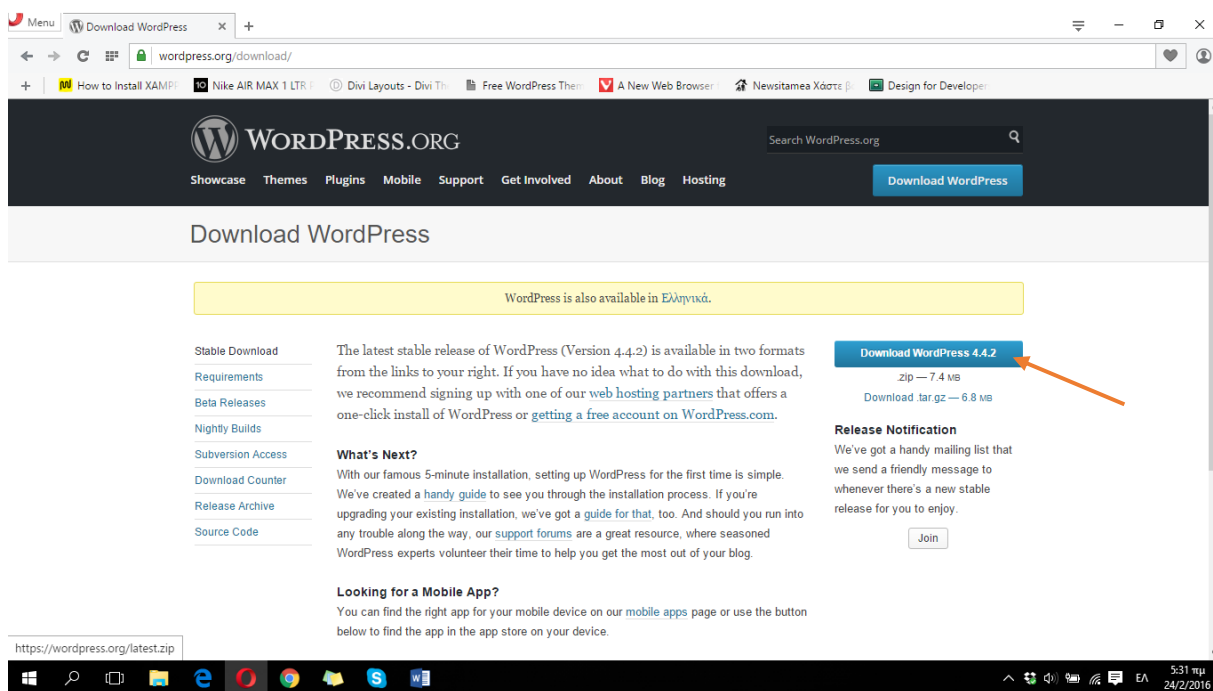 Menu
Download WordPress
wordpress.org/download/
How to Install XAMPP
Nike AIR MAX 1 LTR
Divi Layouts - Divi Th
Free WordPress Them
A New Web Browser
Newsitamea Χάστε β
Design for Developer
WORDPRESS.ORG
Search WordPress.org
Showcase Themes Plugins Mobile Support Get Involved About Blog Hosting
Download WordPress
Download WordPress
WordPress is also available in Ελληνικά.
Stable Download
Requirements
Beta Releases
Nightly Builds
Subversion Access
Download Counter
Release Archive
Source Code
The latest stable release of WordPress (Version 4.4.2) is available in two formats
from the links to your right. If you have no idea what to do with this download,
we recommend signing up with one of our web hosting partners that offers a
one-click install of WordPress or getting a free account on WordPress.com.
What's Next?
With our famous 5-minute installation, setting up WordPress for the first time is simple.
We've created a handy guide to see you through the installation process. If you're
upgrading your existing installation, we've got a guide for that, too. And should you run into
any trouble along the way, our support forums are a great resource, where seasoned
WordPress experts volunteer their time to help you get the most out of your blog.
Looking for a Mobile App?
You can find the right app for your mobile device on our mobile apps page or use the button
below to find the app in the app store on your device.
Download WordPress 4.4.2
.zip — 7.4 MB
Download .tar.gz — 6.8 MB
Release Notification
We've got a handy mailing list that
we send a friendly message to
whenever there's a new stable
release for you to enjoy.
Join
https://wordpress.org/latest.zip
ΕΛ
5:31 πμ
24/2/2016